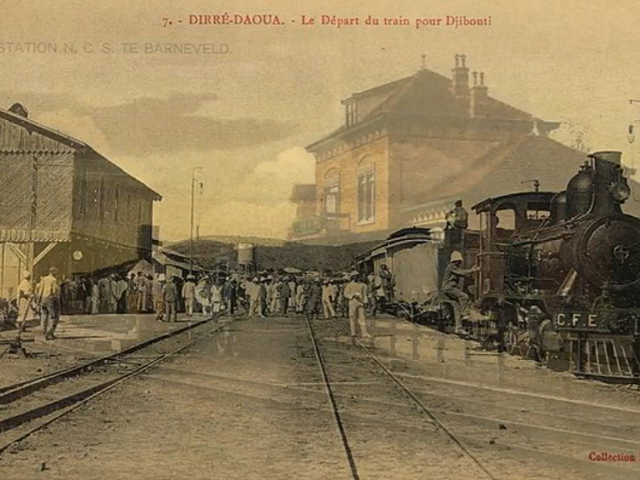 7. - DIRRÉ-DAOUA. - Le Départ du train pour Djibouti
STATION N. C. S. TE BARNEVELD.
C.F.E.
Collection